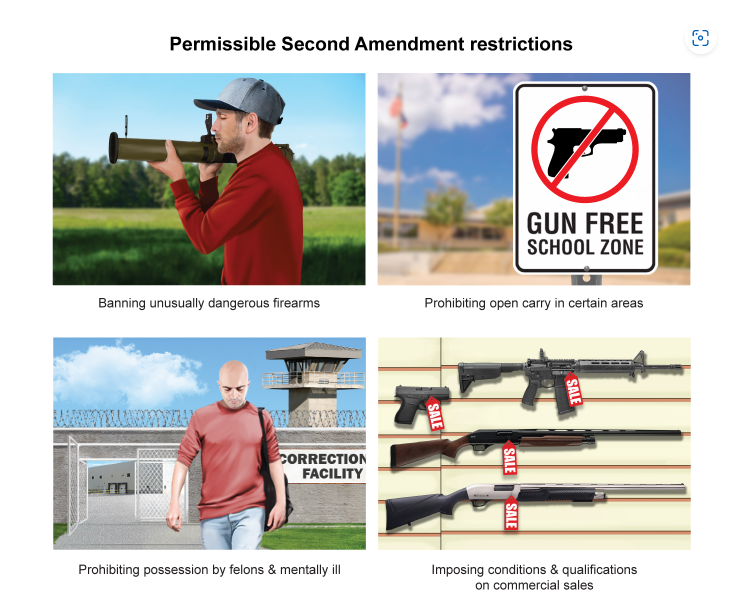 Permissible Second Amendment restrictions
GUN FREE
SCHOOL ZONE
Banning unusually dangerous firearms
Prohibiting open carry in certain areas
CORRECTION
FACILITY
SALE
SALE
SALE
SALE
Prohibiting possession by felons & mentally ill
Imposing conditions & qualifications
on commercial sales